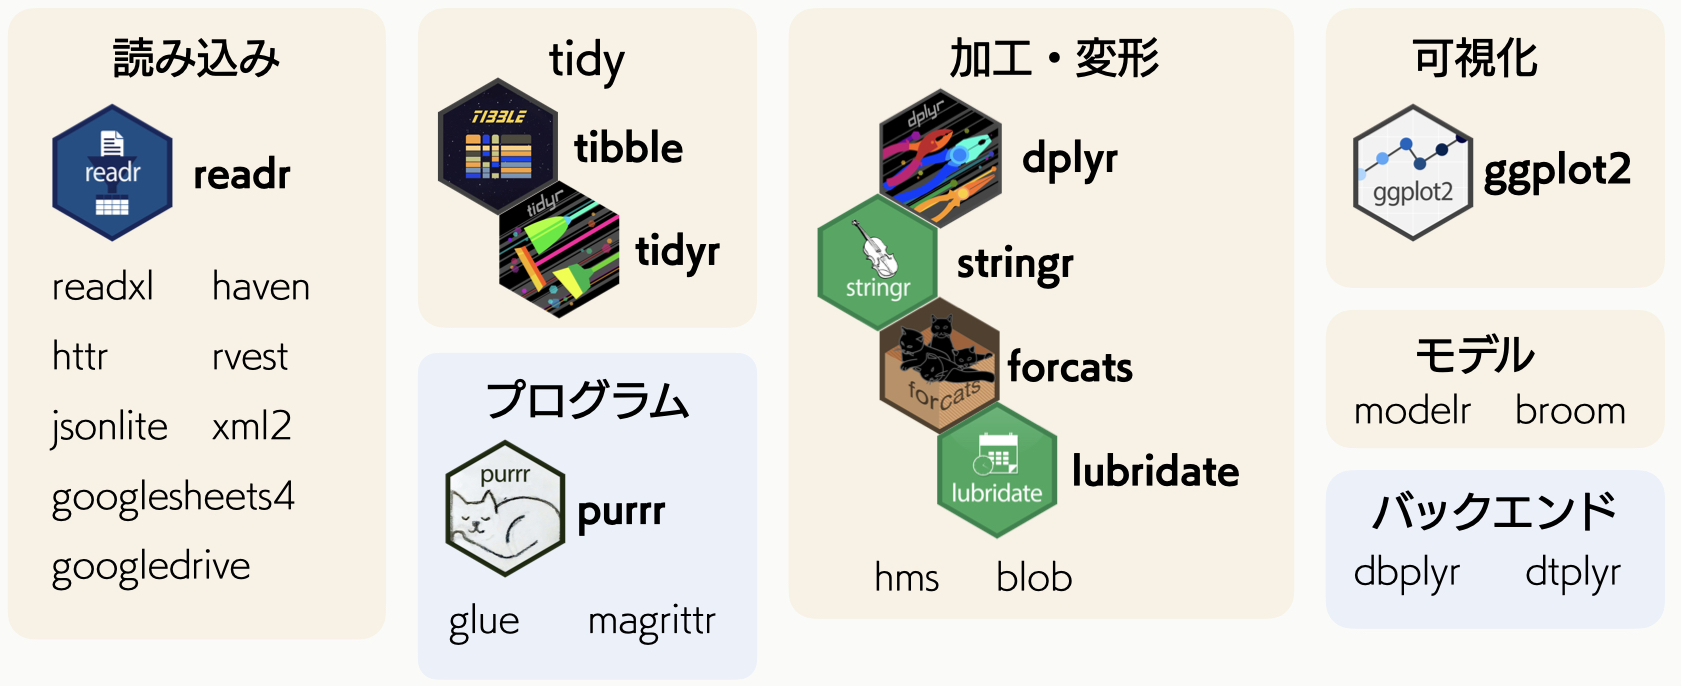 読み込み
readr
readr
readxl haven
httr rvest
jsonlite xml2
googlesheets4
googledrive
tidy
TIBBLE
tibble
tidyr
tidyr
プログラム
purrr
purrr
glue magrittr
加工・変形
dplyr
dplyr
stringr
stringr
forcats
forcats
lubridate
lubridate
hms blob
可視化
ggplot2
ggplot2
モデル
modelr broom
バックエンド
dbplyr dtplyr